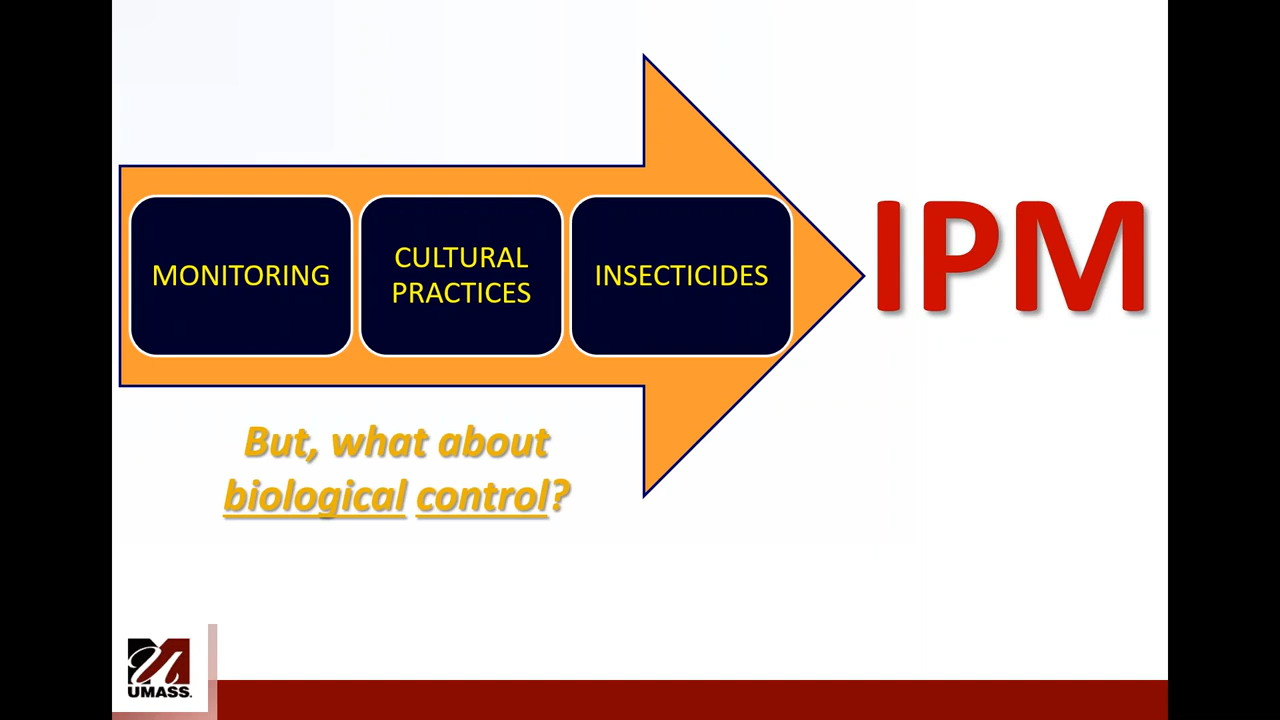 MONITORING
CULTURAL
PRACTICES
INSECTICIDES
IPM
But, what about
biological control?
UMASS.